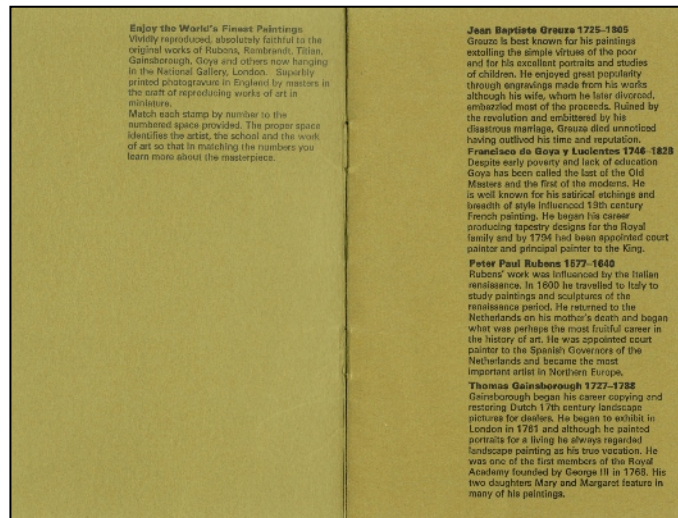 Enjoy the World's Finest Paintings
Vividly reproduced, absolutely faithful to the
original works of Rubens, Rembrandt, Titian,
Gainsborough, Goya and others now hanging
in the National Gallery, London. Superbly
printed photogravure in England by masters in
the craft of reproducing works of art in
miniature.
Match each stamp by number to the
numbered space provided. The proper space
identifies the artist, the school and the work
of art so that in matching the numbers you
learn more about the masterpiece.
Jean Baptiste Greuze 1725–1805
Greuze is best known for his paintings
extolling the simple virtues of the poor
and for his excellent portraits and studies
of children. He enjoyed great popularity
through engravings made from his works
although his wife, whom he later divorced,
embezzled most of the proceeds. Ruined by
the revolution and embittered by his
disastrous marriage, Greuze died unnoticed
having outlived his time and reputation.
Francisco de Goya y Lucientes 1746–1828
Despite early poverty and lack of education
Goya has been called the last of the Old
Masters and the first of the moderns. He
is well known for his satirical etchings and
breadth of style influenced 19th century
French painting. He began his career
producing tapestry designs for the Royal
family and by 1794 had been appointed court
painter and principal painter to the King.
Peter Paul Rubens 1577–1640
Rubens' work was influenced by the Italian
renaissance. In 1600 he travelled to Italy to
study paintings and sculptures of the
renaissance period. He returned to the
Netherlands on his mother's death and began
what was perhaps the most fruitful career in
the history of art. He was appointed court
painter to the Spanish Governors of the
Netherlands and became the most
important artist in Northern Europe.
Thomas Gainsborough 1727–1788
Gainsborough began his career copying and
restoring Dutch 17th century landscape
pictures for dealers. He began to exhibit in
London in 1761 and although he painted
portraits for a living he always regarded
landscape painting as his true vocation. He
was one of the first members of the Royal
Academy founded by George III in 1768. His
two daughters Mary and Margaret feature in
many of his paintings.